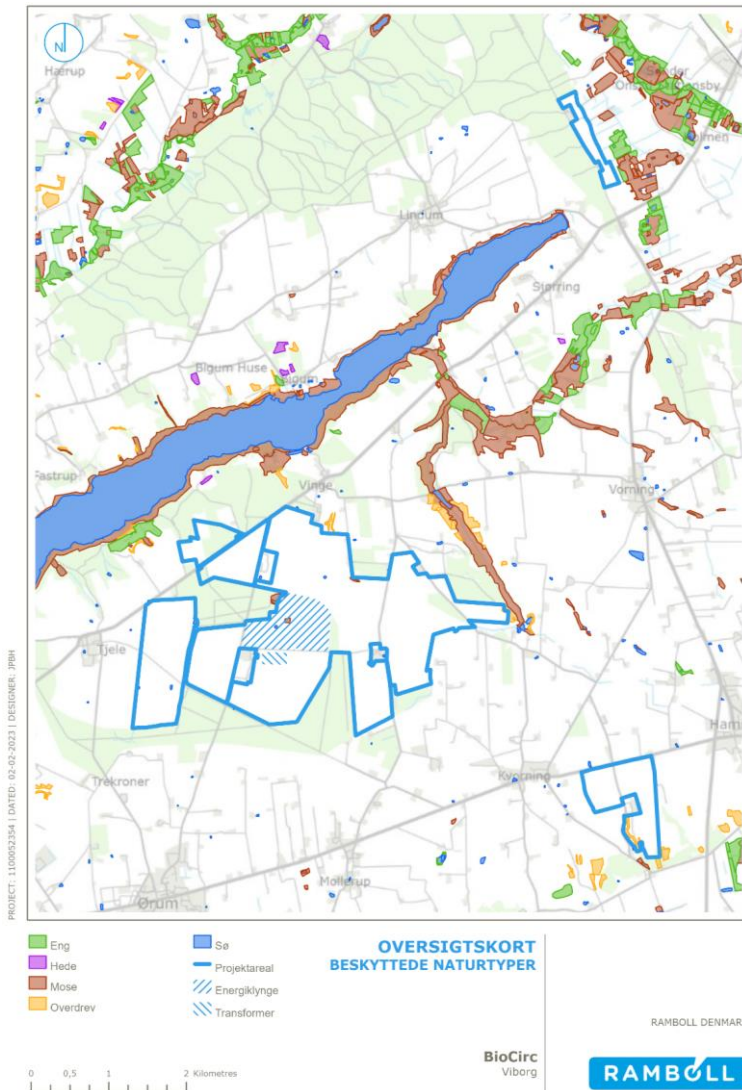 N
Hærup
Lindum
Sjørring
Bigum Huse
Bigum
Fastrup
Vinge
Vorning
Tjele
Trekroner
Kvorning
Mollerup
Ørum
PROJECT: 1100052354 | DATED: 02-02-2023 | DESIGNER: JPBH
Eng
Hede
Mose
Overdrev
Sø
Projektareal
Energiklynge
Transformer
OVERSIGTSKORT
BESKYTTEDE NATURTYPER
0 0,5 1 2 Kilometres
BioCirc
Viborg
RAMBOLL DENMAR
RAMBOLL